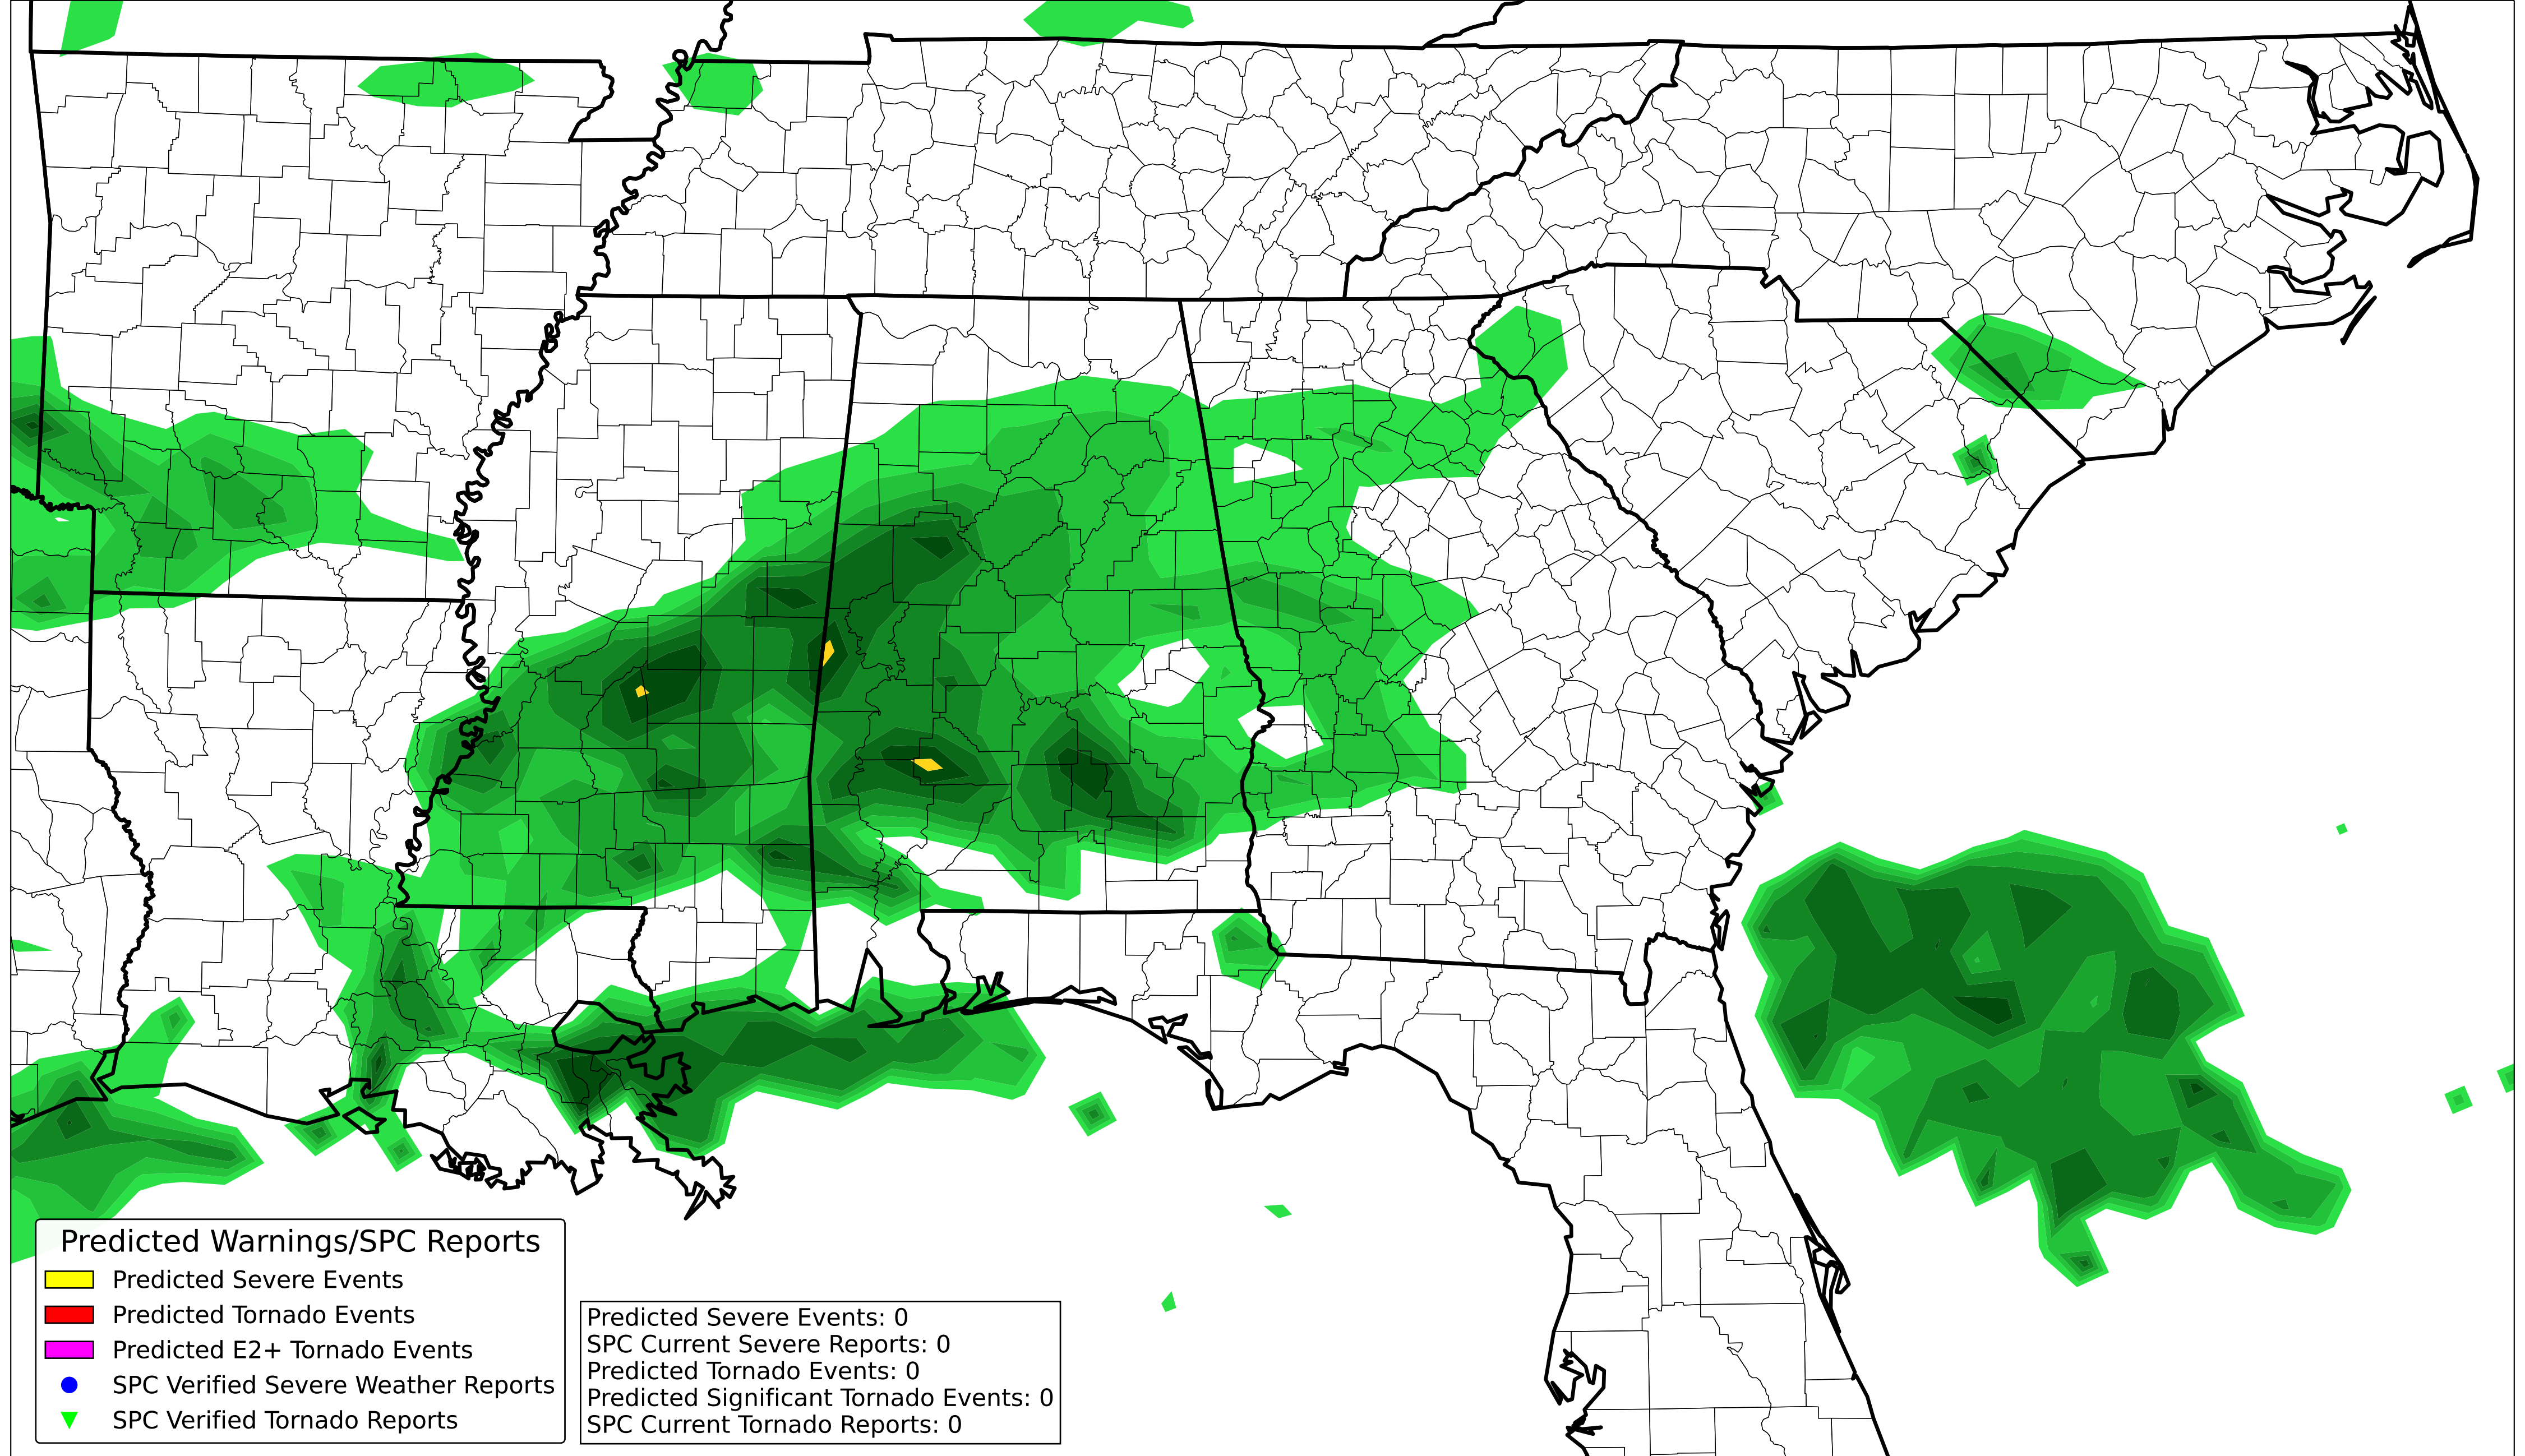 Predicted Warnings/SPC Reports
Predicted Severe Events
Predicted Tornado Events
Predicted E2+ Tornado Events
SPC Verified Severe Weather Reports
SPC Verified Tornado Reports
Predicted Severe Events: 0
SPC Current Severe Reports: 0
Predicted Tornado Events: 0
Predicted Significant Tornado Events: 0
SPC Current Tornado Reports: 0